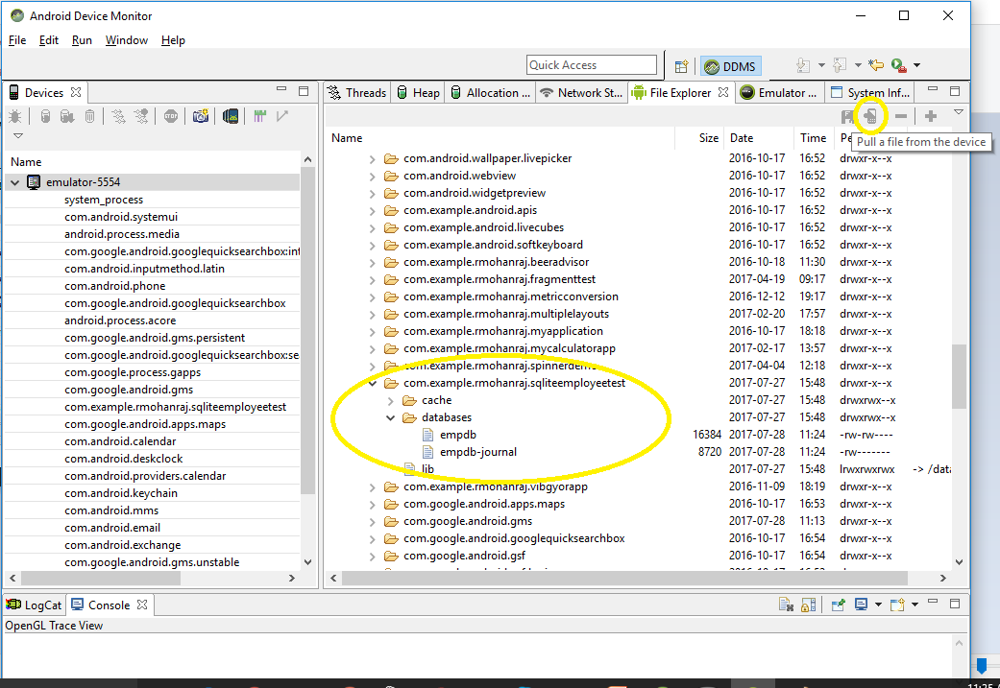 Android Device Monitor
File Edit Run Window Help
Quick Access
DDMS
Devices
Threads
Heap
Allocation ...
Network St...
File Explorer
Emulator ...
System Inf...
Pull a file from the device
Name
emulator-5554
system_process
com.android.systemui
android.process.media
com.google.android.googlequicksearchbox:int
com.android.inputmethod.latin
com.android.phone
com.google.android.googlequicksearchbox
android.process.acore
com.google.android.gms.persistent
com.google.android.googlequicksearchbox:se
com.google.process.gapps
com.google.android.gms
com.example.rmohanraj.sqliteemployeetest
com.google.android.apps.maps
com.android.calendar
com.android.deskclock
com.android.providers.calendar
com.android.keychain
com.android.mms
com.android.email
com.android.exchange
com.google.android.gms.unstable
Name Size Date Time Pe
com.android.wallpaper.livepicker 2016-10-17 16:52 drwxr-x--x
com.android.webview 2016-10-17 16:52 drwxr-x--x
com.android.widgetpreview 2016-10-17 16:52 drwxr-x--x
com.example.android.apis 2016-10-17 16:52 drwxr-x--x
com.example.android.livecubes 2016-10-17 16:52 drwxr-x--x
com.example.android.softkeyboard 2016-10-17 16:52 drwxr-x--x
com.example.rmohanraj.beeradvisor 2016-10-18 11:30 drwxr-x--x
com.example.rmohanraj.fragmenttest 2017-04-19 09:17 drwxr-x--x
com.example.rmohanraj.metricconversion 2016-12-12 19:17 drwxr-x--x
com.example.rmohanraj.multiplelayouts 2017-02-20 17:57 drwxr-x--x
com.example.rmohanraj.myapplication 2016-10-17 18:18 drwxr-x--x
com.example.rmohanraj.mycalculatorapp 2017-02-17 13:57 drwxr-x--x
com.example.rmohanraj.spinnerdemo 2017-04-04 12:18 drwxr-x--x
com.example.rmohanraj.sqliteemployeetest 2017-07-27 15:48 drwxr-x--x
cache 2017-07-27 15:48 drwxrwx--x
databases 2017-07-27 15:48 drwxrwx--x
empdb 16384 2017-07-28 11:24 -rw-rw----
empdb-journal 8720 2017-07-28 11:24 -rw-------
lib 2017-07-27 15:48 lrwxrwxrwx -> /data
com.example.rmohanraj.vibgyorapp 2016-11-09 18:19 drwxr-x--x
com.google.android.apps.maps 2016-10-17 16:53 drwxr-x--x
com.google.android.gms 2017-07-28 11:13 drwxr-x--x
com.google.android.googlequicksearchbox 2016-10-17 16:54 drwxr-x--x
com.google.android.gsf 2016-10-17 16:54 drwxr-x--x
LogCat
Console
OpenGL Trace View